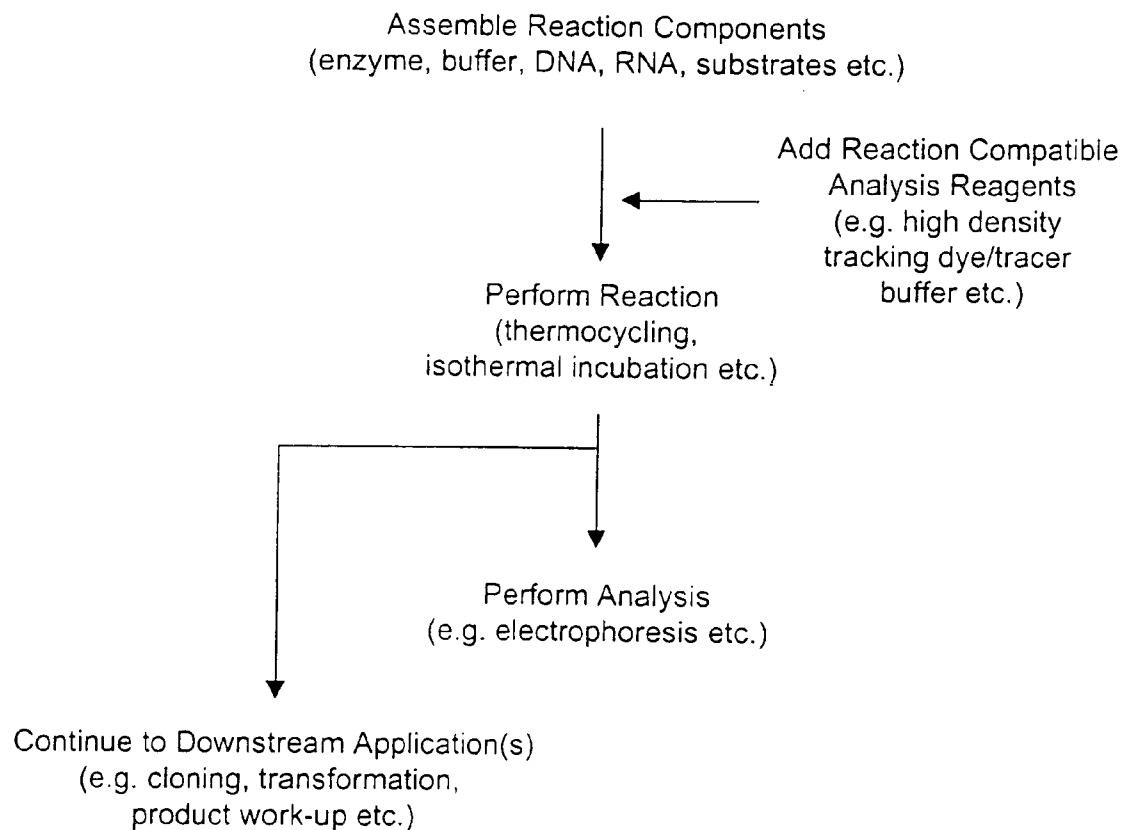 Assemble Reaction Components
(enzyme, buffer, DNA, RNA, substrates etc.)
Add Reaction Compatible
Analysis Reagents
(e.g. high density
tracking dye/tracer
buffer etc.)
Perform Reaction
(thermocycling,
isothermal incubation etc.)
Perform Analysis
(e.g. electrophoresis etc.)
Continue to Downstream Application(s)
(e.g. cloning, transformation,
product work-up etc.)